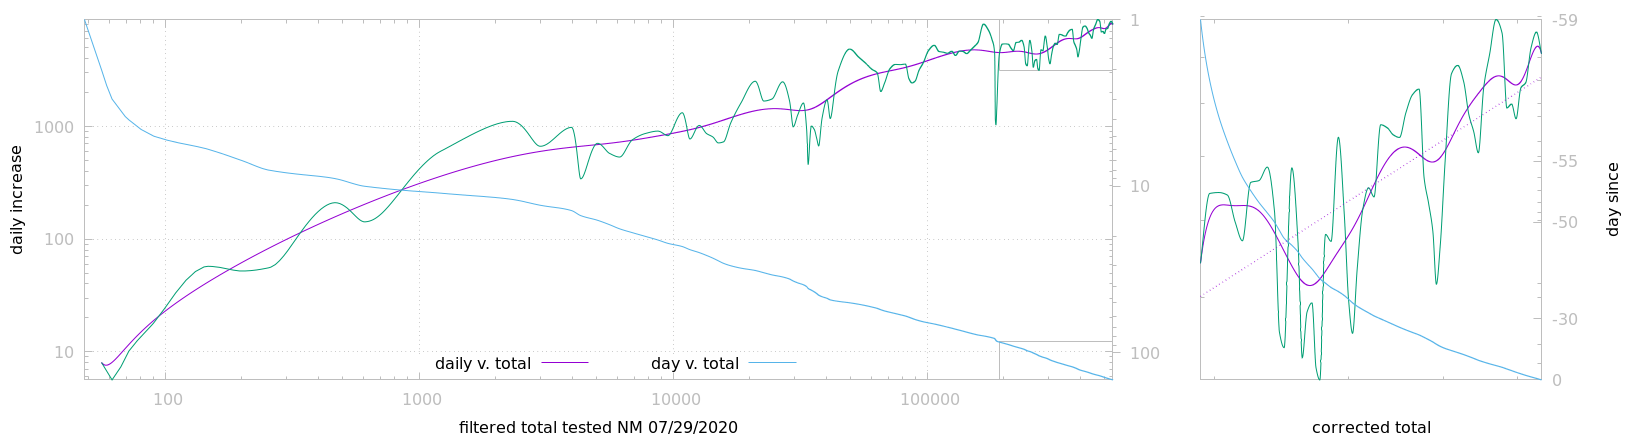 1000
100
10
daily increase
100
1000
10000
100000
filtered total tested NM 07/29/2020
daily v. total
day v. total
1
10
100
-59
-55
-50
-30
0
day since
corrected total